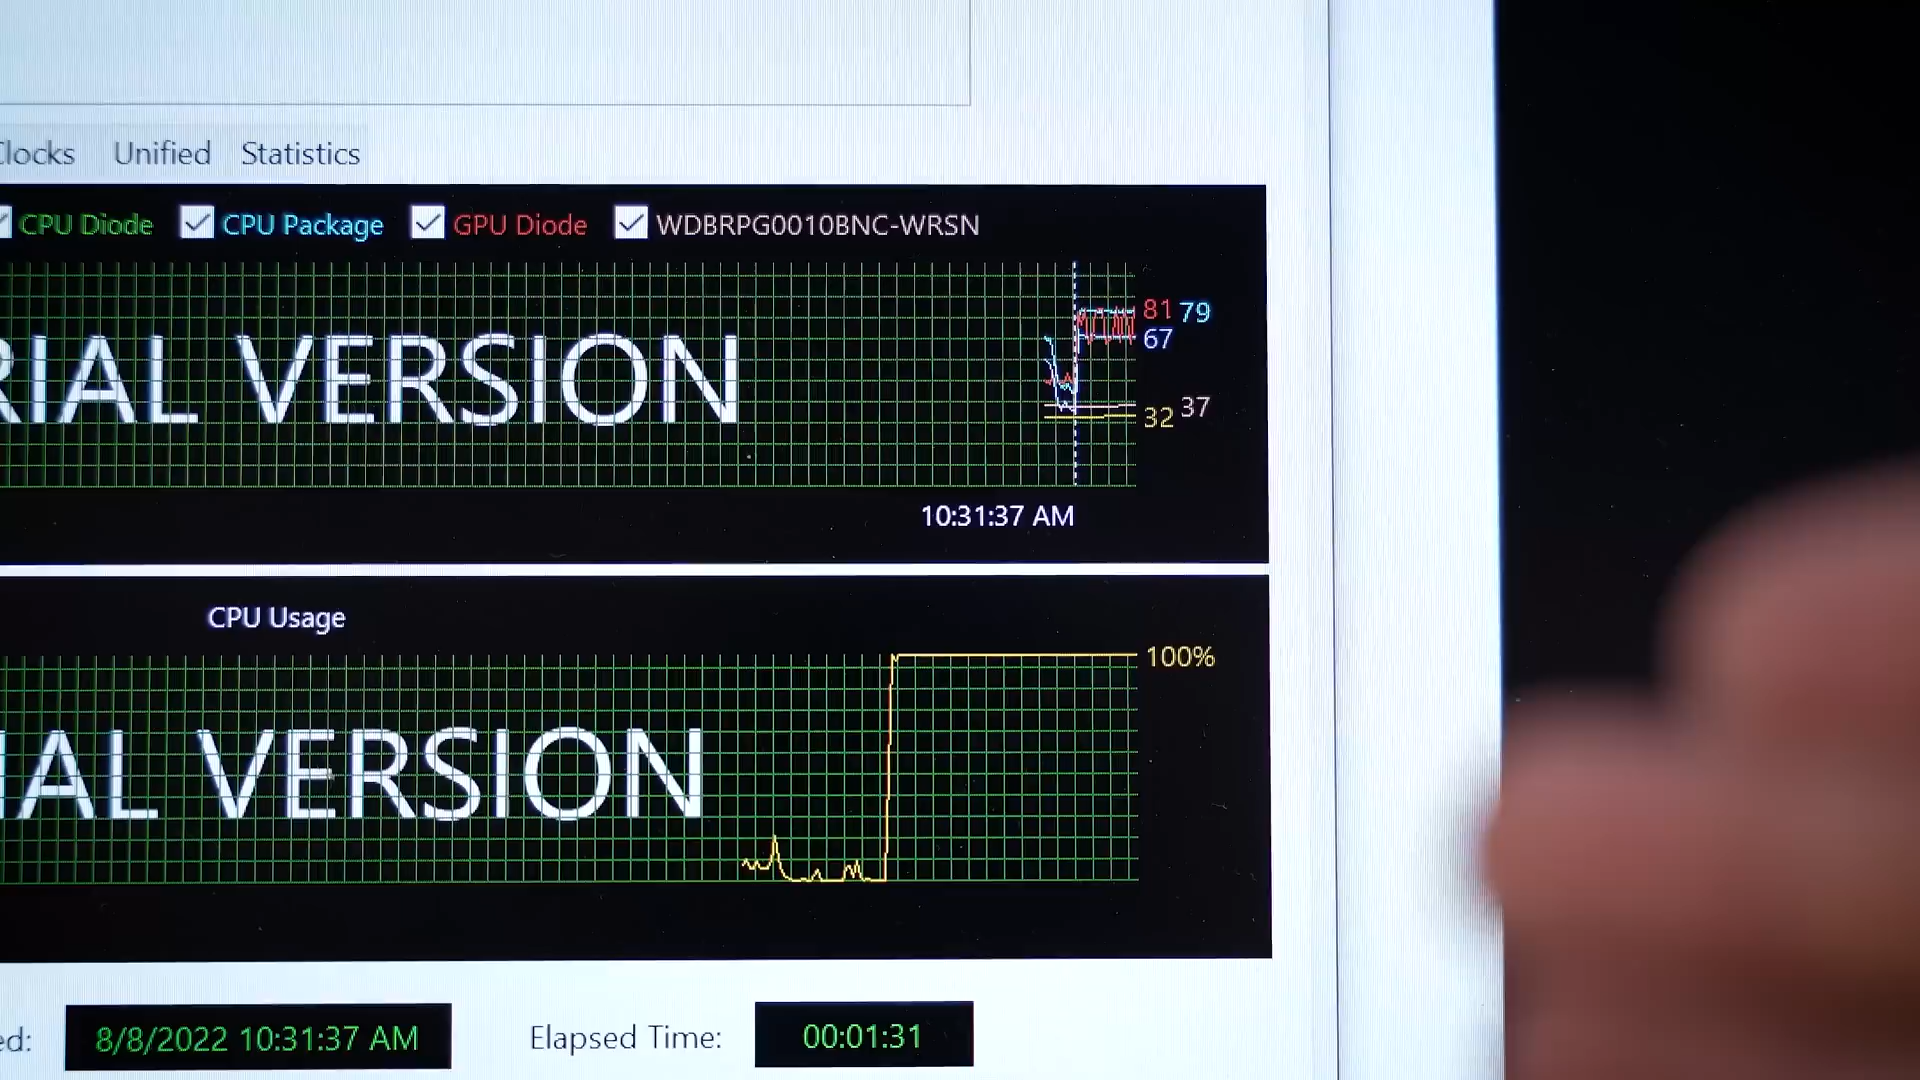 Clocks Unified Statistics
CPU Diode CPU Package GPU Diode WDBRPG0010BNC-WRSN
RIAL VERSION
81 79
67
37
32
10:31:37 AM
CPU Usage
100%
IAL VERSION
ed: 8/8/2022 10:31:37 AM Elapsed Time: 00:01:31